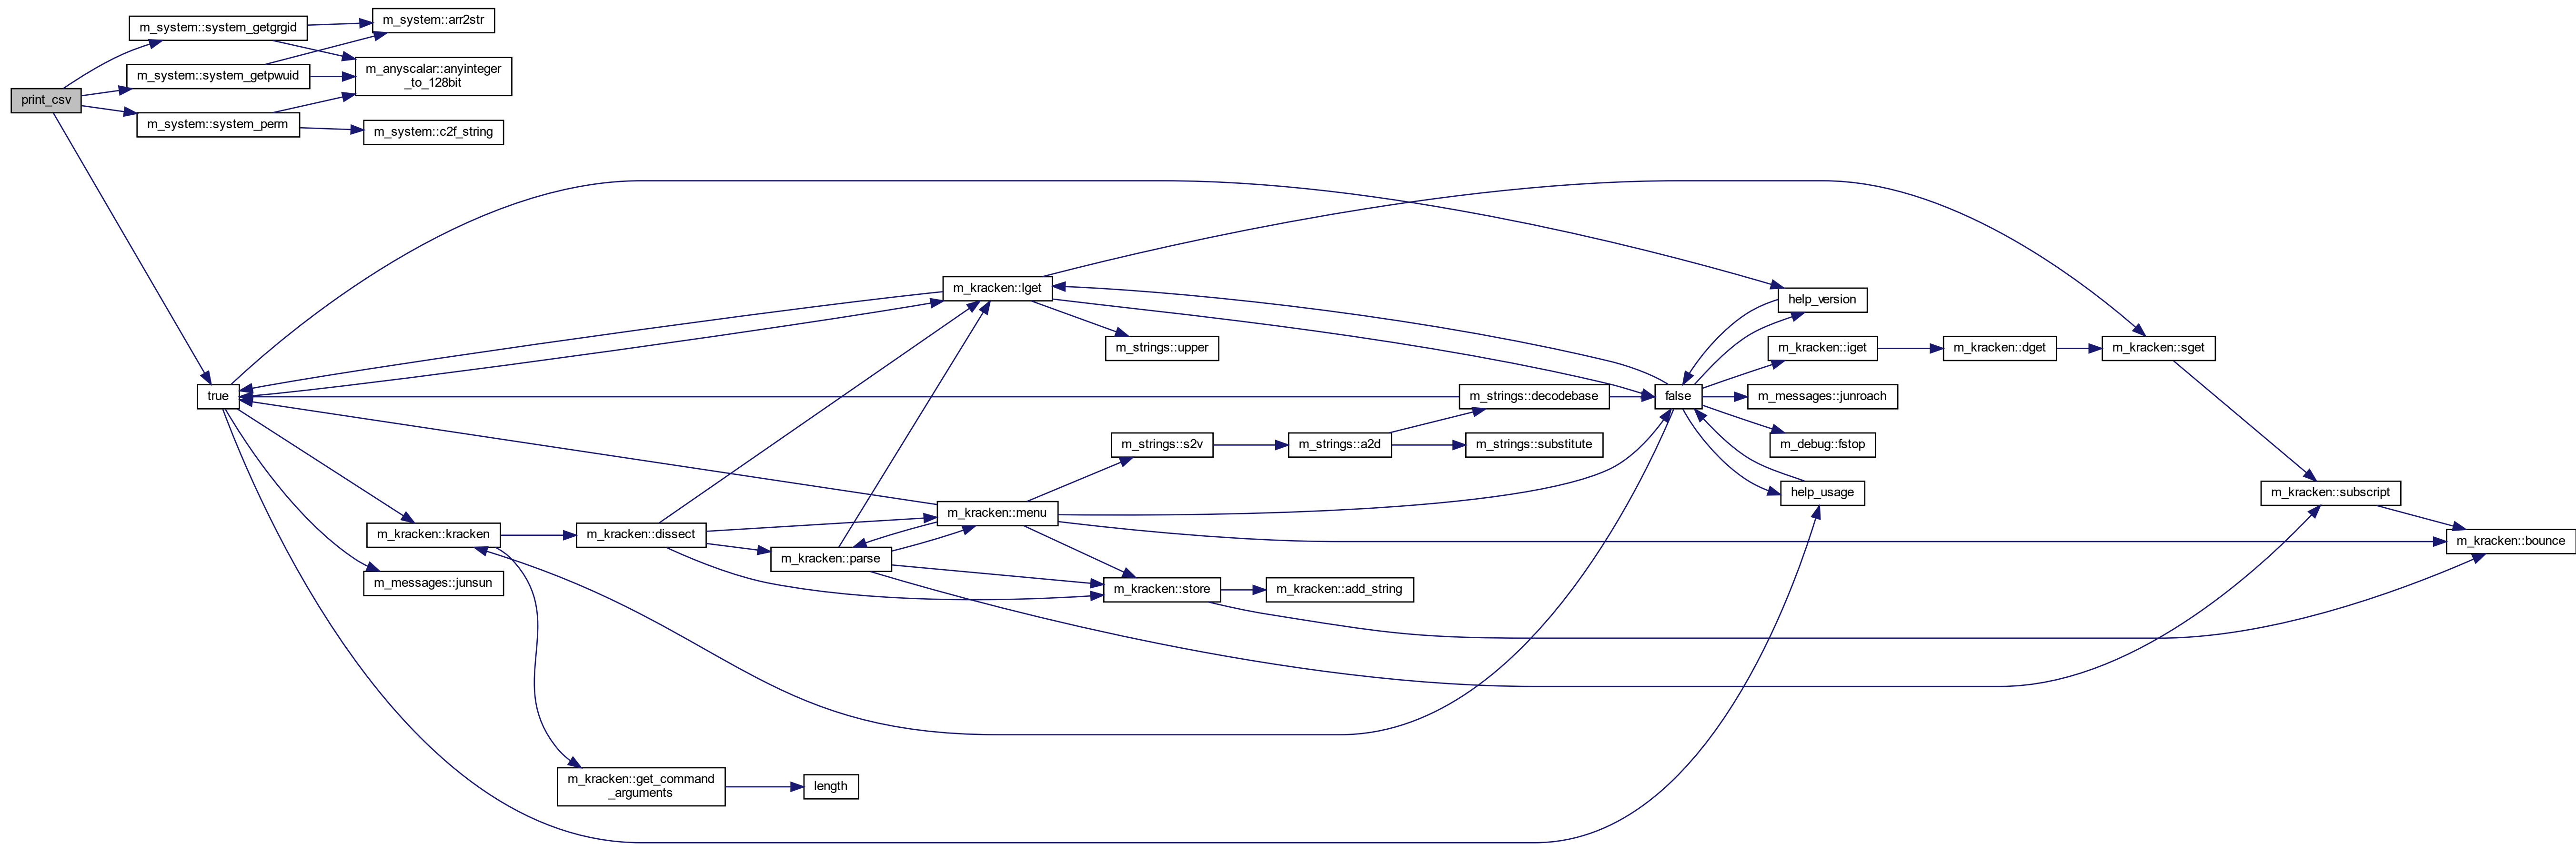 print_csv
m_system::system_getgrgid
m_system::arr2str
m_anyscalar::anyinteger
_to_128bit
m_system::system_getpwuid
m_system::system_perm
m_system::c2f_string
true
help_version
m_kracken::lget
m_strings::upper
m_kracken::iget
m_kracken::dget
m_kracken::sget
m_strings::decodebase
false
m_messages::junroach
m_strings::s2v
m_strings::a2d
m_strings::substitute
m_debug::fstop
help_usage
m_kracken::subscript
m_kracken::menu
m_kracken::kracken
m_kracken::dissect
m_kracken::bounce
m_kracken::parse
m_messages::junsun
m_kracken::store
m_kracken::add_string
m_kracken::get_command
_arguments
length